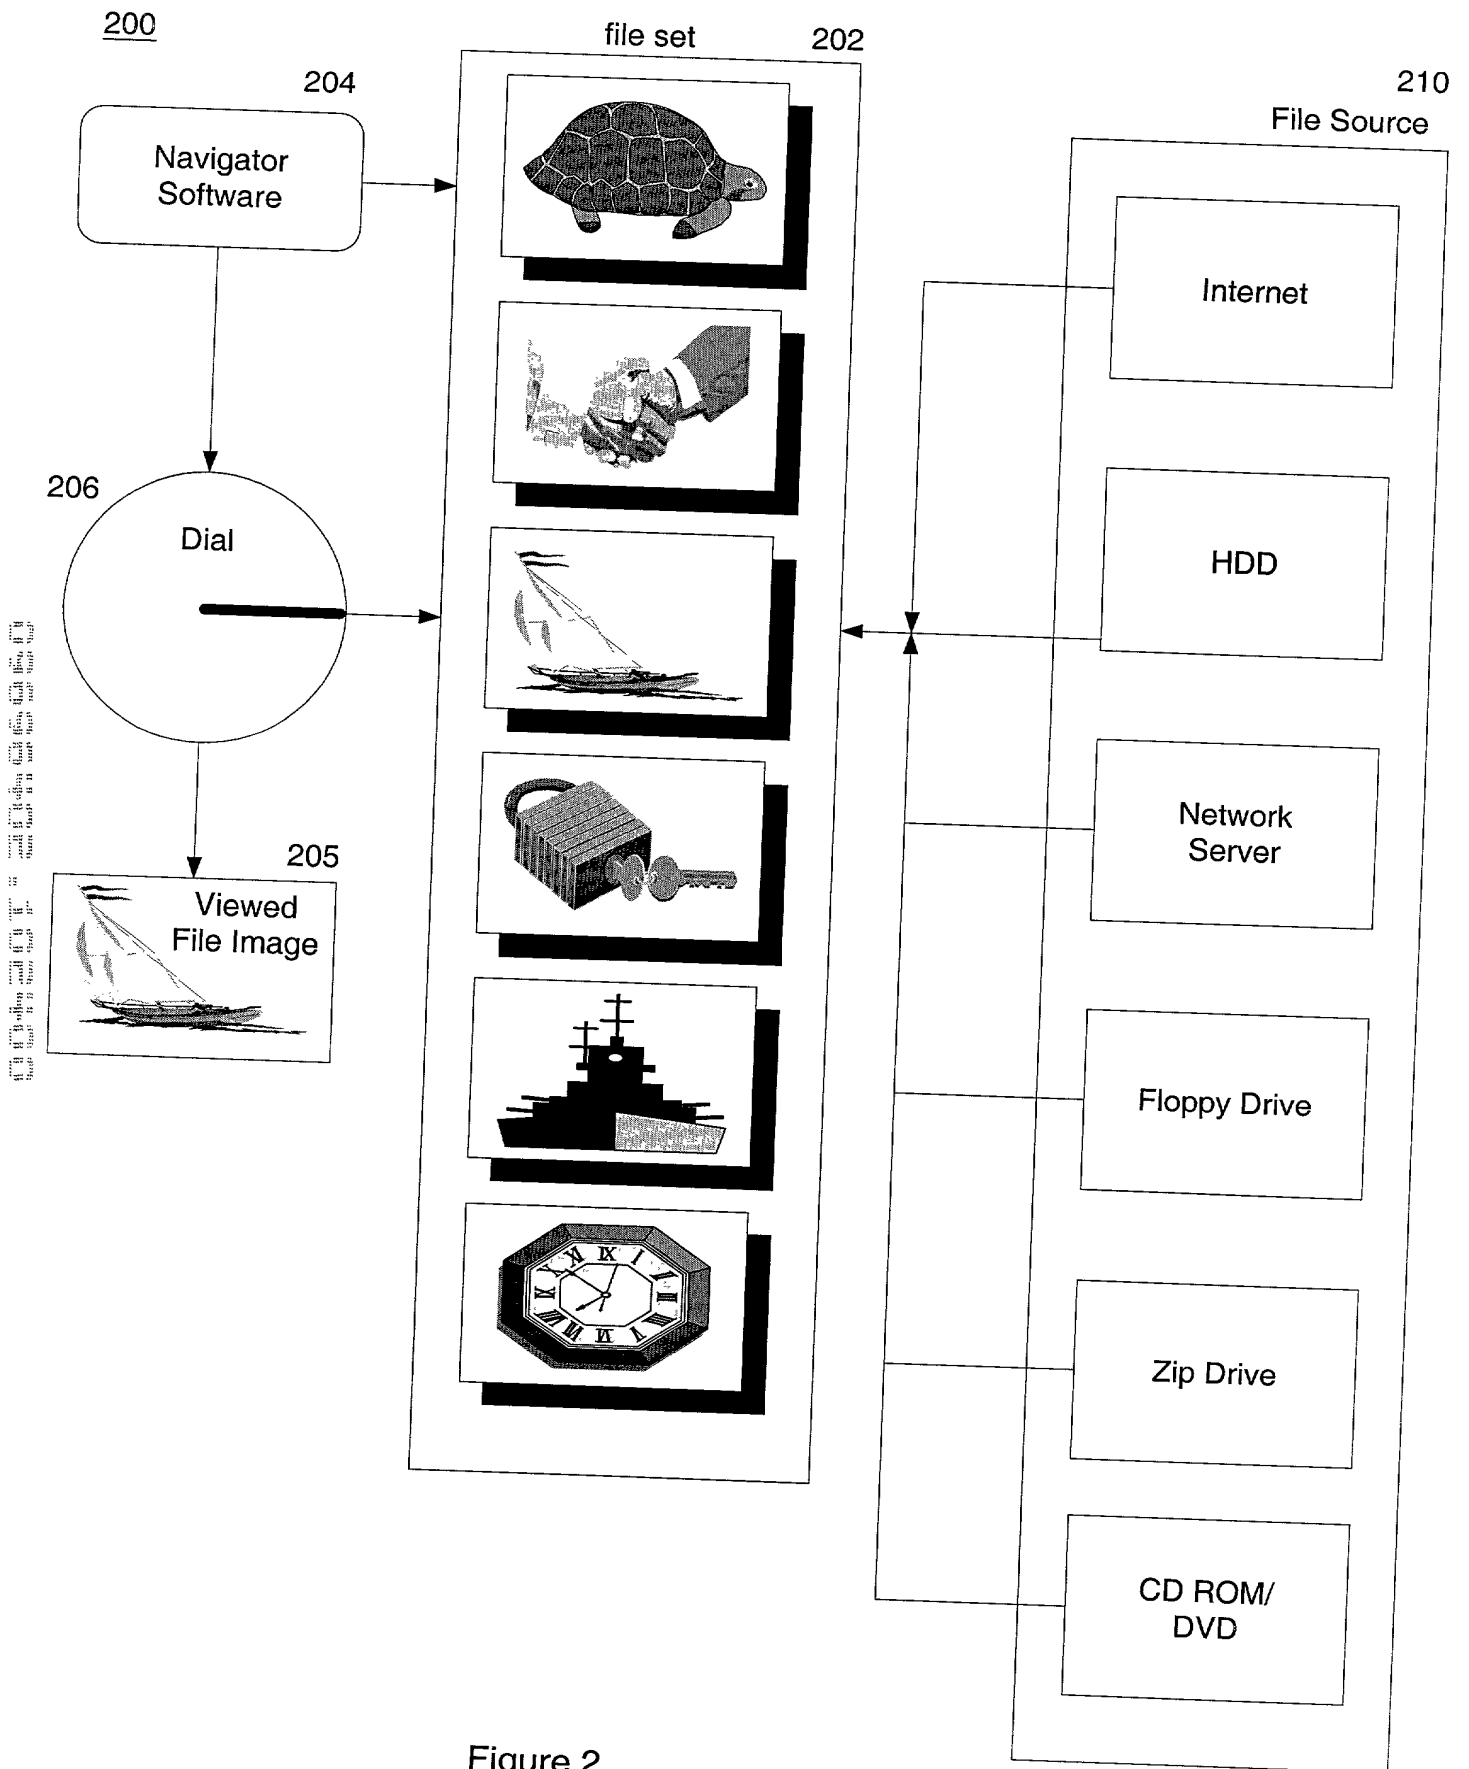 200
file set
202
204
210
File Source
Navigator
Software
Internet
206
Dial
HDD
Network
Server
205
Viewed
File Image
Floppy Drive
Zip Drive
CD ROM/
DVD
Figure 2